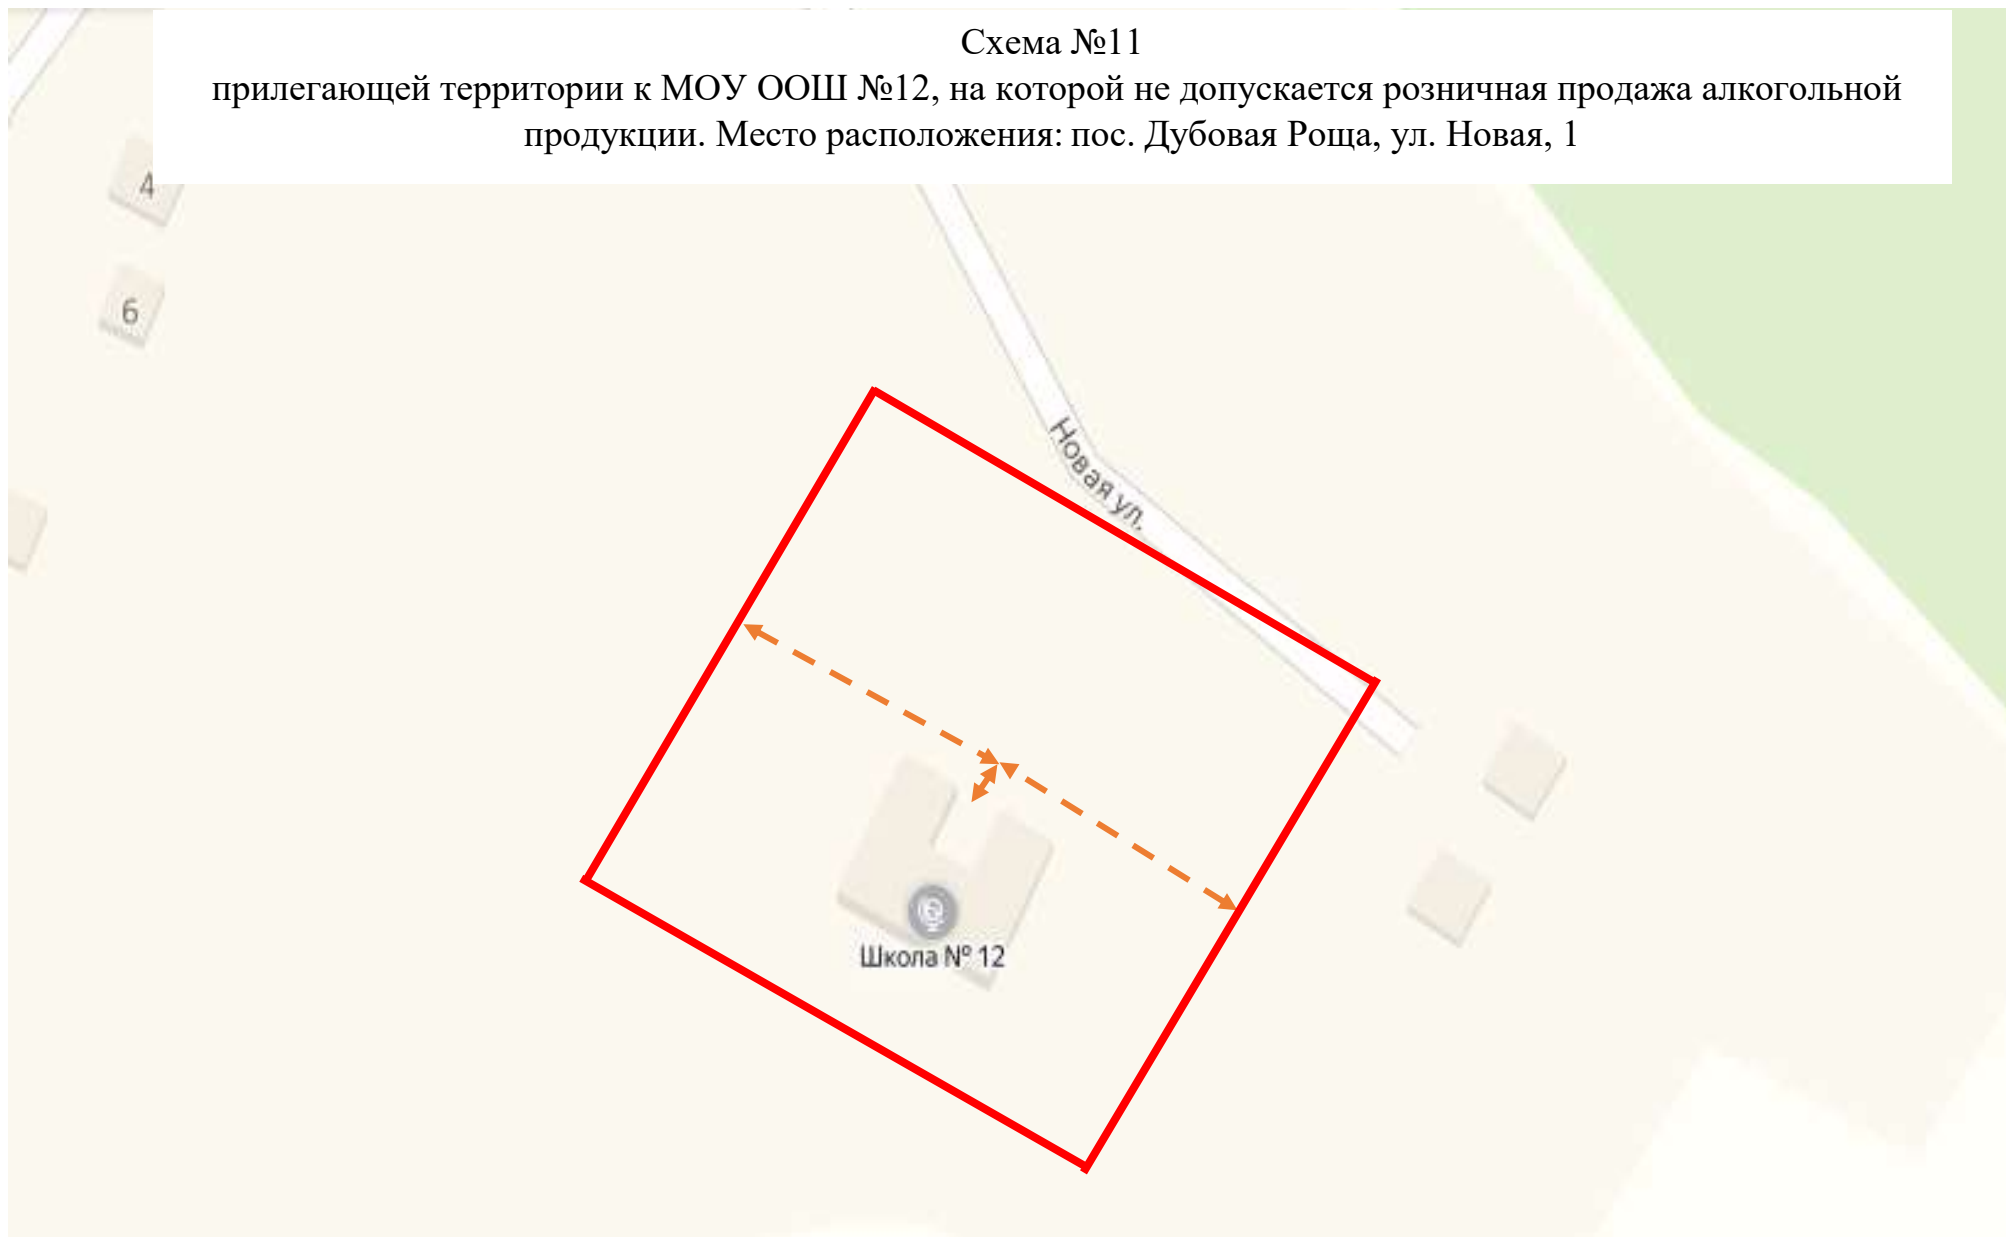 Схема №11
прилегающей территории к МОУ ООШ №12, на которой не допускается розничная продажа алкогольной
продукции. Место расположения: пос. Дубовая Роща, ул. Новая, 1
4
6
Новая ул.
Школа № 12